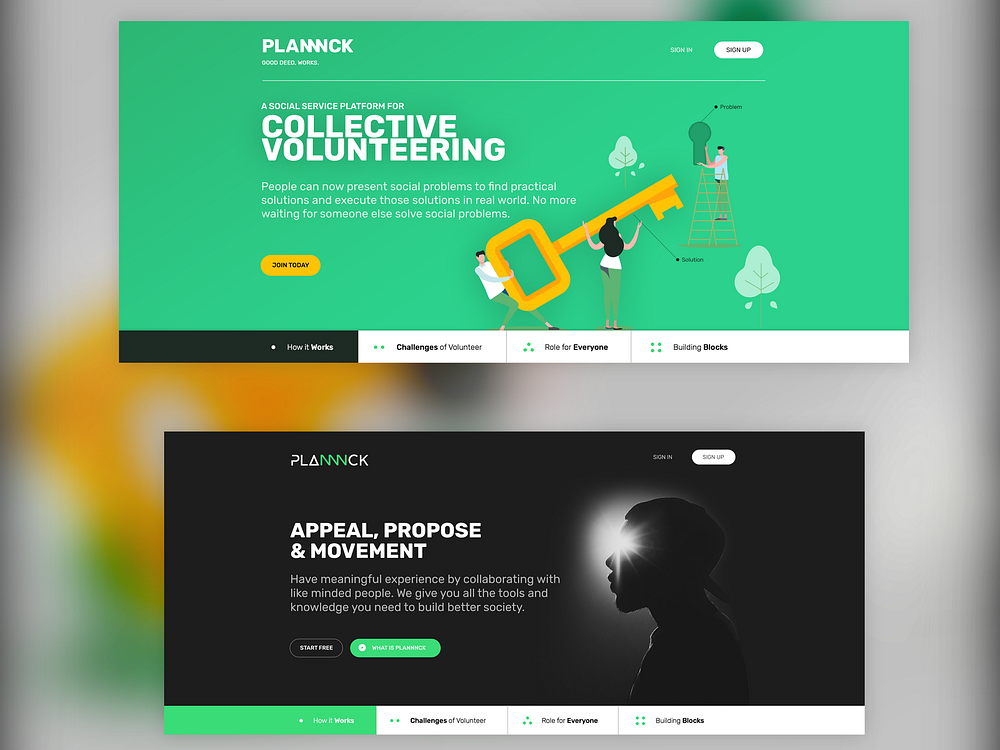 PLANNNCK
GOOD DEED, WORKS.
SIGN IN
SIGN UP
A SOCIAL SERVICE PLATFORM FOR
COLLECTIVE
VOLUNTEERING
People can now present social problems to find practical
solutions and execute those solutions in real world. No more
waiting for someone else solve social problems.
JOIN TODAY
Problem
Solution
How it Works
Challenges of Volunteer
Role for Everyone
Building Blocks
PLANNNCK
SIGN IN
SIGN UP
APPEAL, PROPOSE
& MOVEMENT
Have meaningful experience by collaborating with
like minded people. We give you all the tools and
knowledge you need to build better society.
START FREE
WHAT IS PLANNNCK
How it Works
Challenges of Volunteer
Role for Everyone
Building Blocks